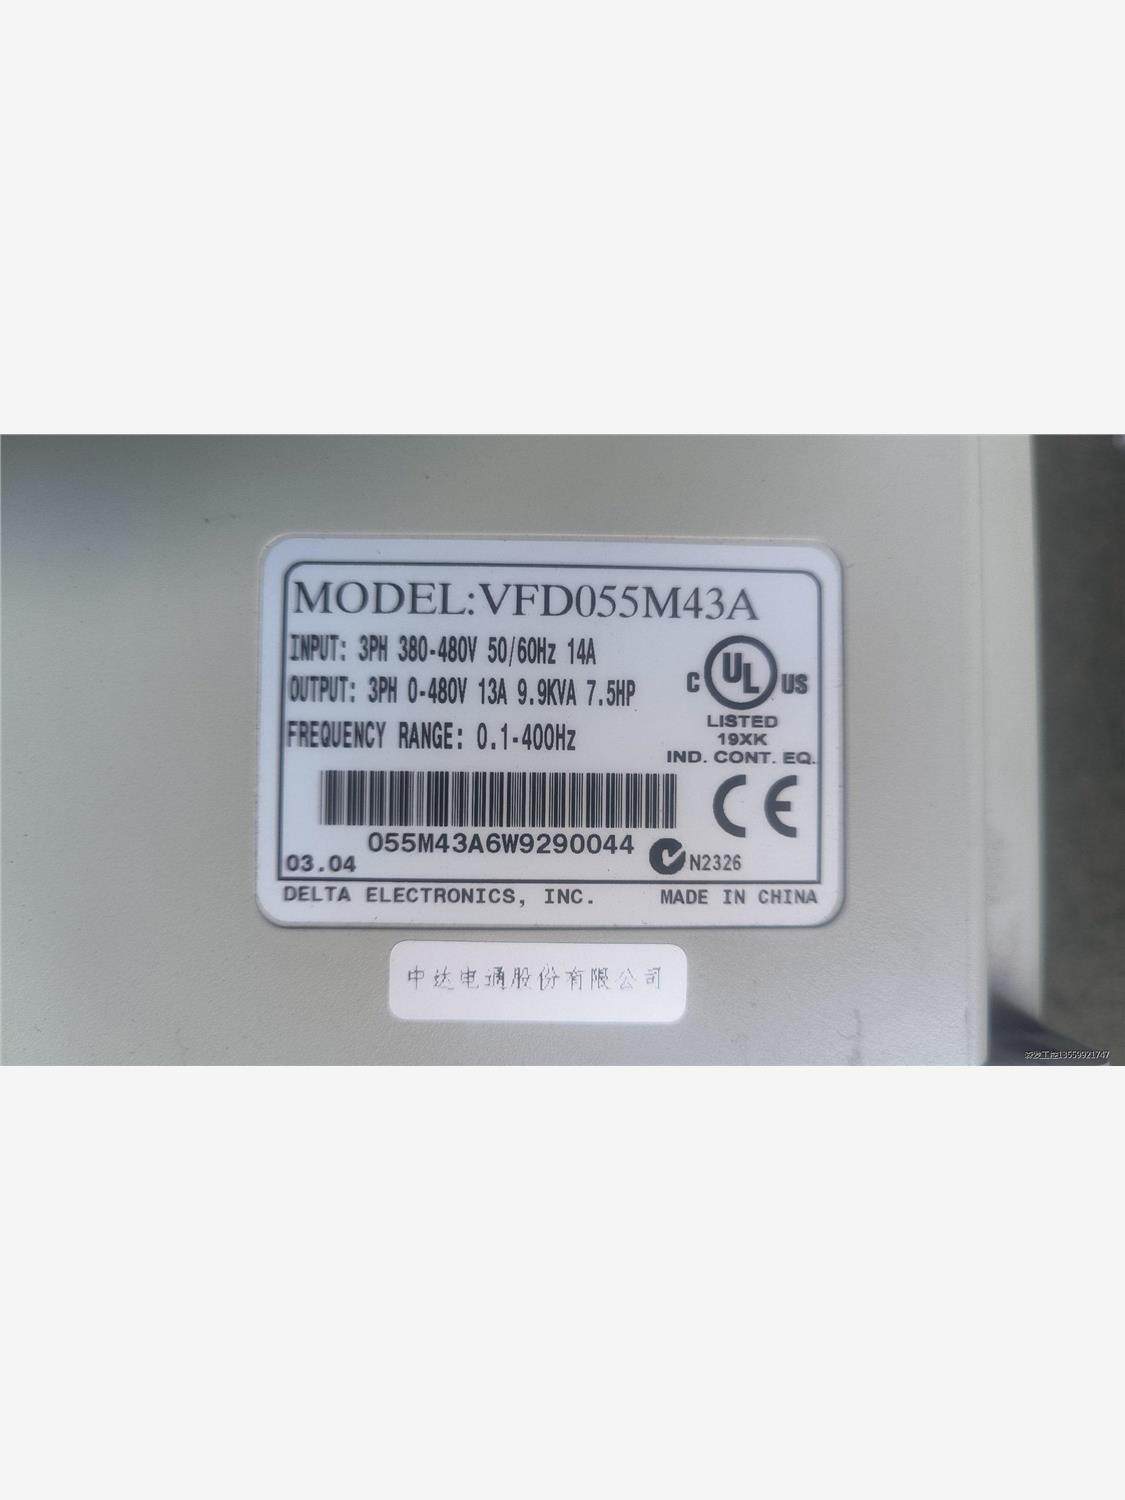 MODEL:VFD055M43A
INPUT: 3PH 380-480V 50/60Hz 14A
OUTPUT: 3PH 0-480V 13A 9.9KVA 7.5HP
FREQUENCY RANGE: 0.1-400Hz
C UL US
LISTED
19XK
IND. CONT. EQ.
CE
055M43A6W9290044
03.04
N2326
DELTA ELECTRONICS, INC.
MADE IN CHINA
中达电通股份有限公司
13559921747